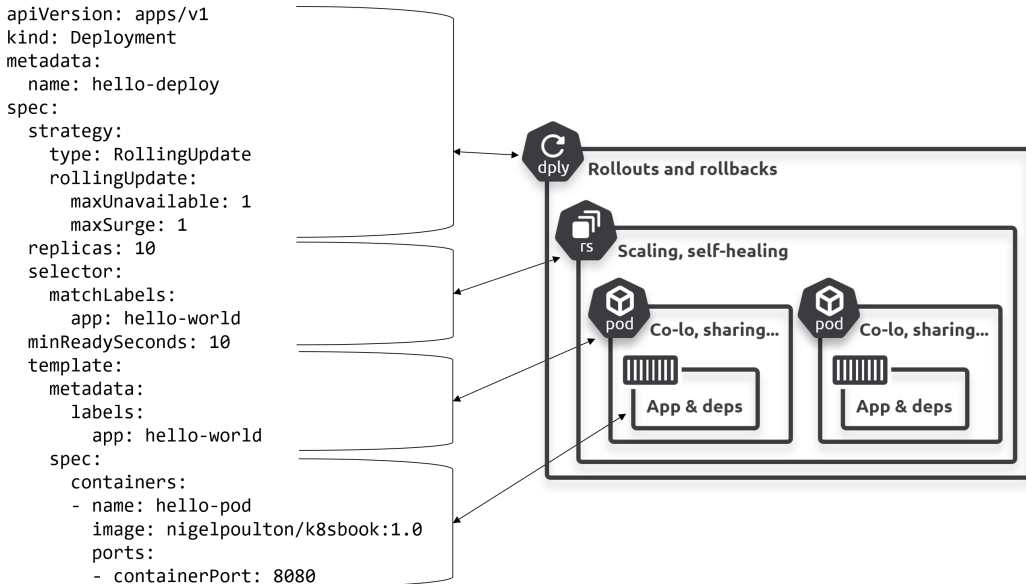 apiVersion: apps/v1
kind: Deployment
metadata:
  name: hello-deploy
spec:
  strategy:
    type: RollingUpdate
    rollingUpdate:
      maxUnavailable: 1
      maxSurge: 1
  replicas: 10
  selector:
    matchLabels:
      app: hello-world
  minReadySeconds: 10
  template:
    metadata:
      labels:
        app: hello-world
    spec:
      containers:
      - name: hello-pod
        image: nigelpoulton/k8sbook:1.0
        ports:
        - containerPort: 8080
dply
Rollouts and rollbacks
rs
Scaling, self-healing
pod
Co-lo, sharing...
App & deps
pod
Co-lo, sharing...
App & deps